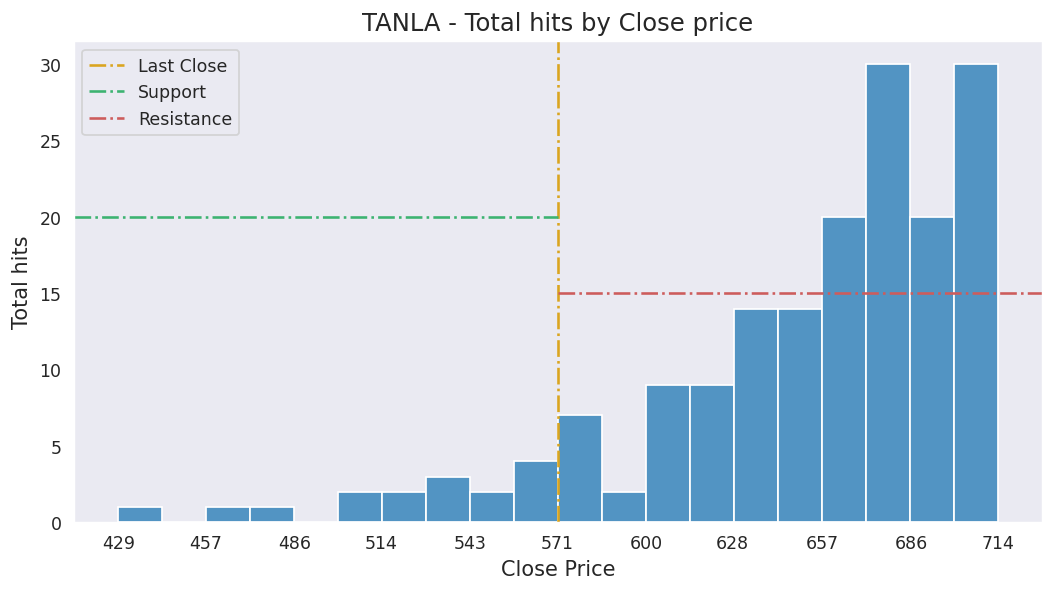 TANLA - Total hits by Close price
Last Close
Support
Resistance
Total hits
30
25
20
15
10
5
0
429 457 486 514 543 571 600 628 657 686 714
Close Price